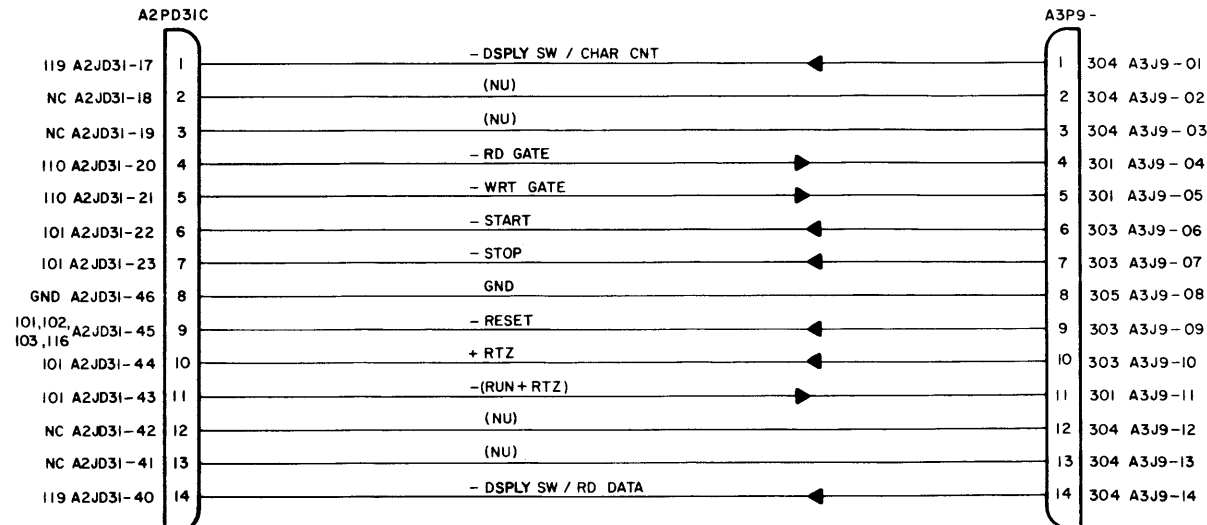 A2PD31C A3P9-
119 A2JD31-17 1 - DSPLY SW / CHAR CNT 1 304 A3J9-01
NC A2JD31-18 2 (NU) 2 304 A3J9-02
NC A2JD31-19 3 (NU) 3 304 A3J9-03
110 A2JD31-20 4 - RD GATE 4 301 A3J9-04
110 A2JD31-21 5 - WRT GATE 5 301 A3J9-05
101 A2JD31-22 6 - START 6 303 A3J9-06
101 A2JD31-23 7 - STOP 7 303 A3J9-07
GND A2JD31-46 8 GND 8 305 A3J9-08
101,102, 103,116 A2JD31-45 9 - RESET 9 303 A3J9-09
101 A2JD31-44 10 + RTZ 10 303 A3J9-10
101 A2JD31-43 11 -(RUN + RTZ) 11 301 A3J9-11
NC A2JD31-42 12 (NU) 12 304 A3J9-12
NC A2JD31-41 13 (NU) 13 304 A3J9-13
119 A2JD31-40 14 - DSPLY SW / RD DATA 14 304 A3J9-14